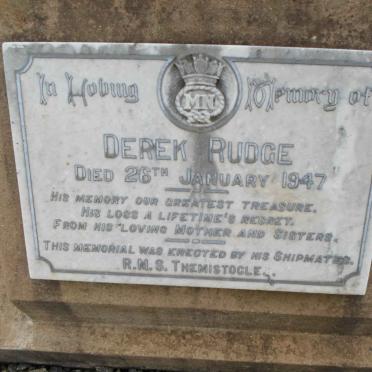 In Loving Memory of
MN
DEREK RUDGE
DIED 26TH JANUARY 1947
HIS MEMORY OUR GREATEST TREASURE,
HIS LOSS A LIFETIME'S REGRET.
FROM HIS LOVING MOTHER AND SISTERS.
THIS MEMORIAL WAS ERECTED BY HIS SHIPMATES.
R.M.S. THEMISTOCLE